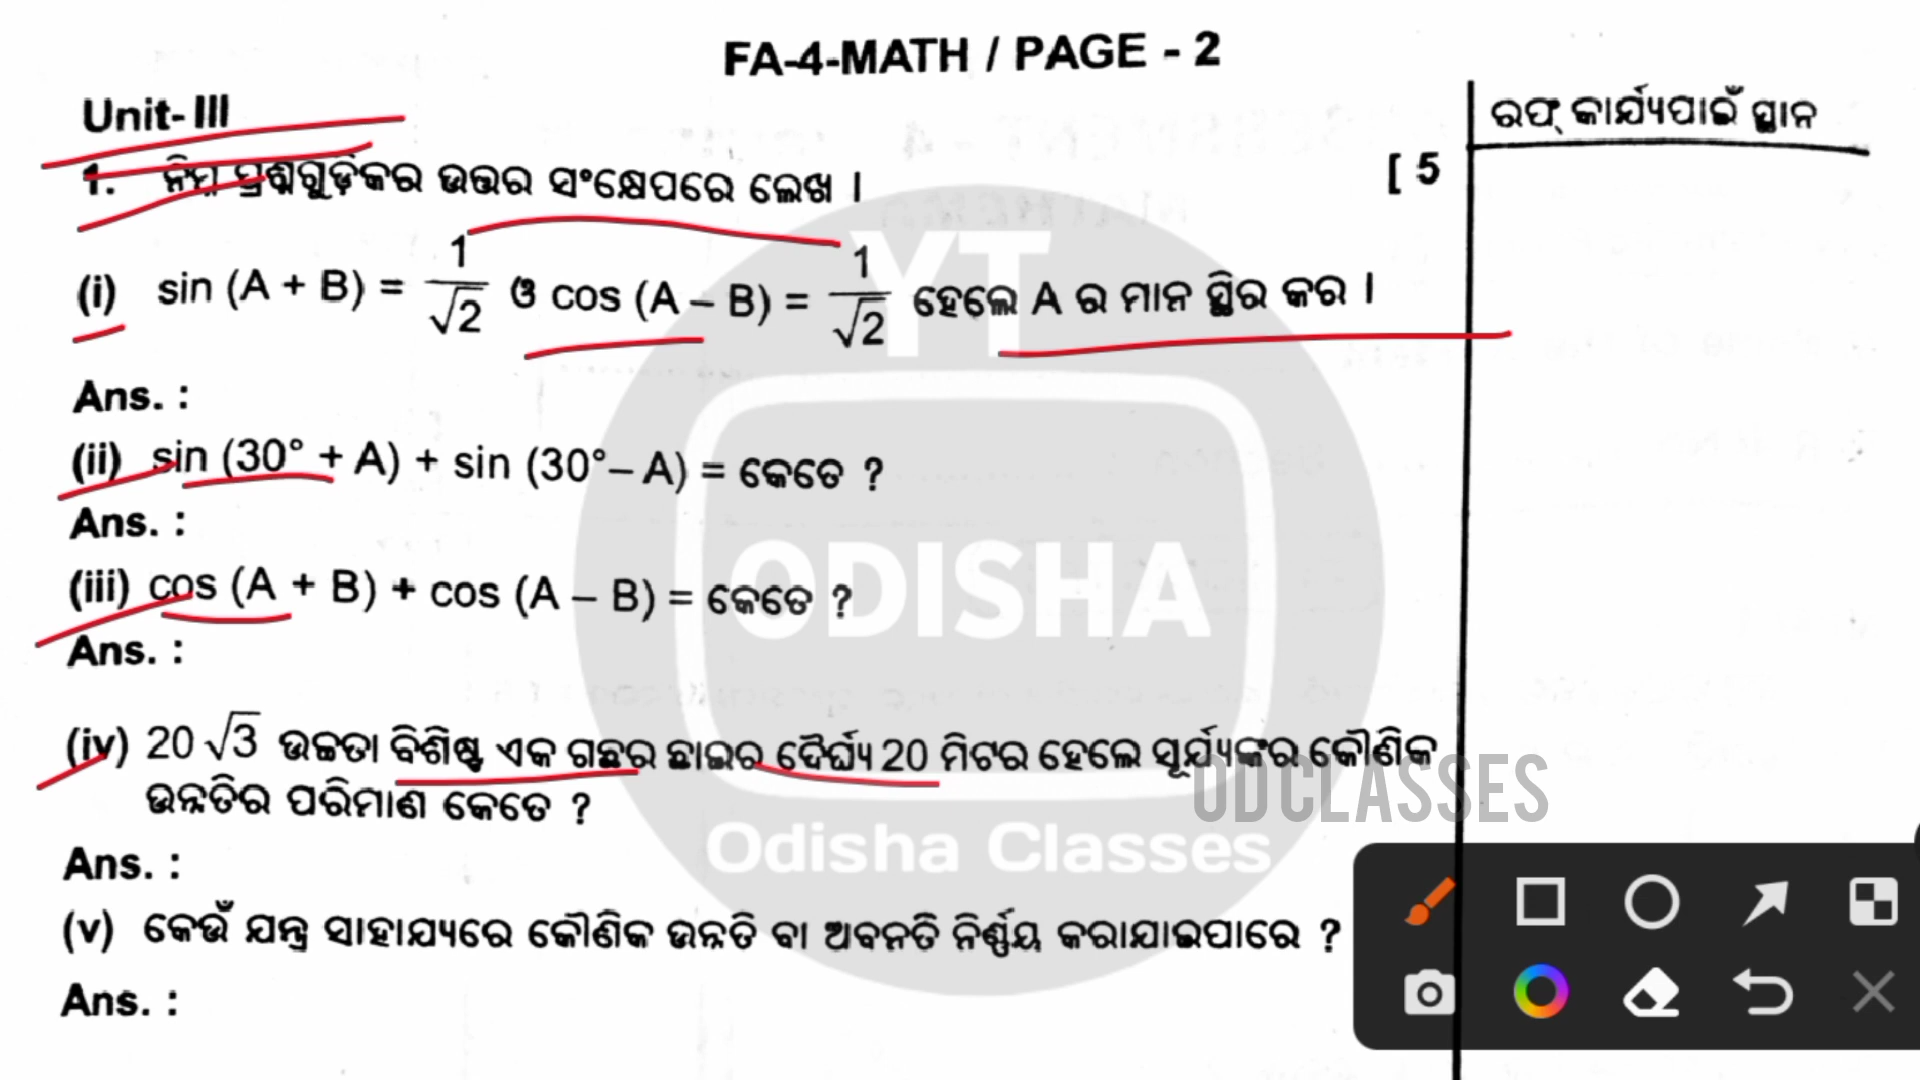 FA-4-MATH / PAGE - 2
Unit-III
ରଫ୍ କାର୍ଯ୍ୟପାଇଁ ସ୍ଥାନ
1. ନିମ୍ନ ପ୍ରଶ୍ନଗୁଡ଼ିକର ଉତ୍ତର ସଂକ୍ଷେପରେ ଲେଖ । [ 5
(i) sin (A + B) = 1/√2 ଓ cos (A – B) = 1/√2 ହେଲେ A ର ମାନ ସ୍ଥିର କର ।
Ans. :
(ii) sin (30° + A) + sin (30° – A) = କେତେ ?
Ans. :
(iii) cos (A + B) + cos (A – B) = କେତେ ?
Ans. :
(iv) 20 √3 ଉଚ୍ଚତା ବିଶିଷ୍ଟ ଏକ ଗଛର ଛାଇର ଦୈର୍ଘ୍ୟ 20 ମିଟର ହେଲେ ସୂର୍ଯ୍ୟଙ୍କର କୌଣିକ
ଉନ୍ନତିର ପରିମାଣ କେତେ ?
Ans. :
(v) କେଉଁ ଯନ୍ତ୍ର ସାହାଯ୍ୟରେ କୌଣିକ ଉନ୍ନତି ବା ଅବନତି ନିର୍ଣ୍ଣୟ କରାଯାଇପାରେ ?
Ans. :
YT
ODISHA
Odisha Classes
ODCLASSES